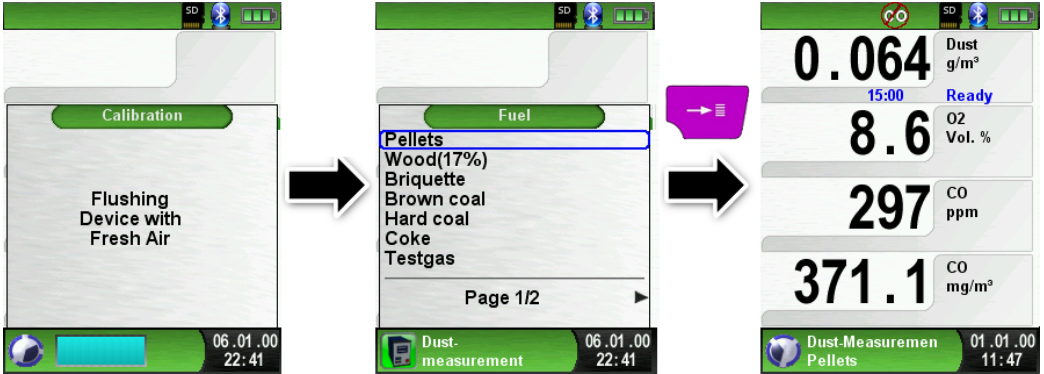 SD
Calibration
Flushing
Device with
Fresh Air
06.01.00
22:41
SD
Fuel
Pellets
Wood(17%)
Briquette
Brown coal
Hard coal
Coke
Testgas
Page 1/2
Dust-
measurement
06.01.00
22:41
CO
SD
0.064
Dust
g/m³
15:00 Ready
8.6
O2
Vol. %
297
CO
ppm
371.1
CO
mg/m³
Dust-Measuremen
Pellets
01.01.00
11:47